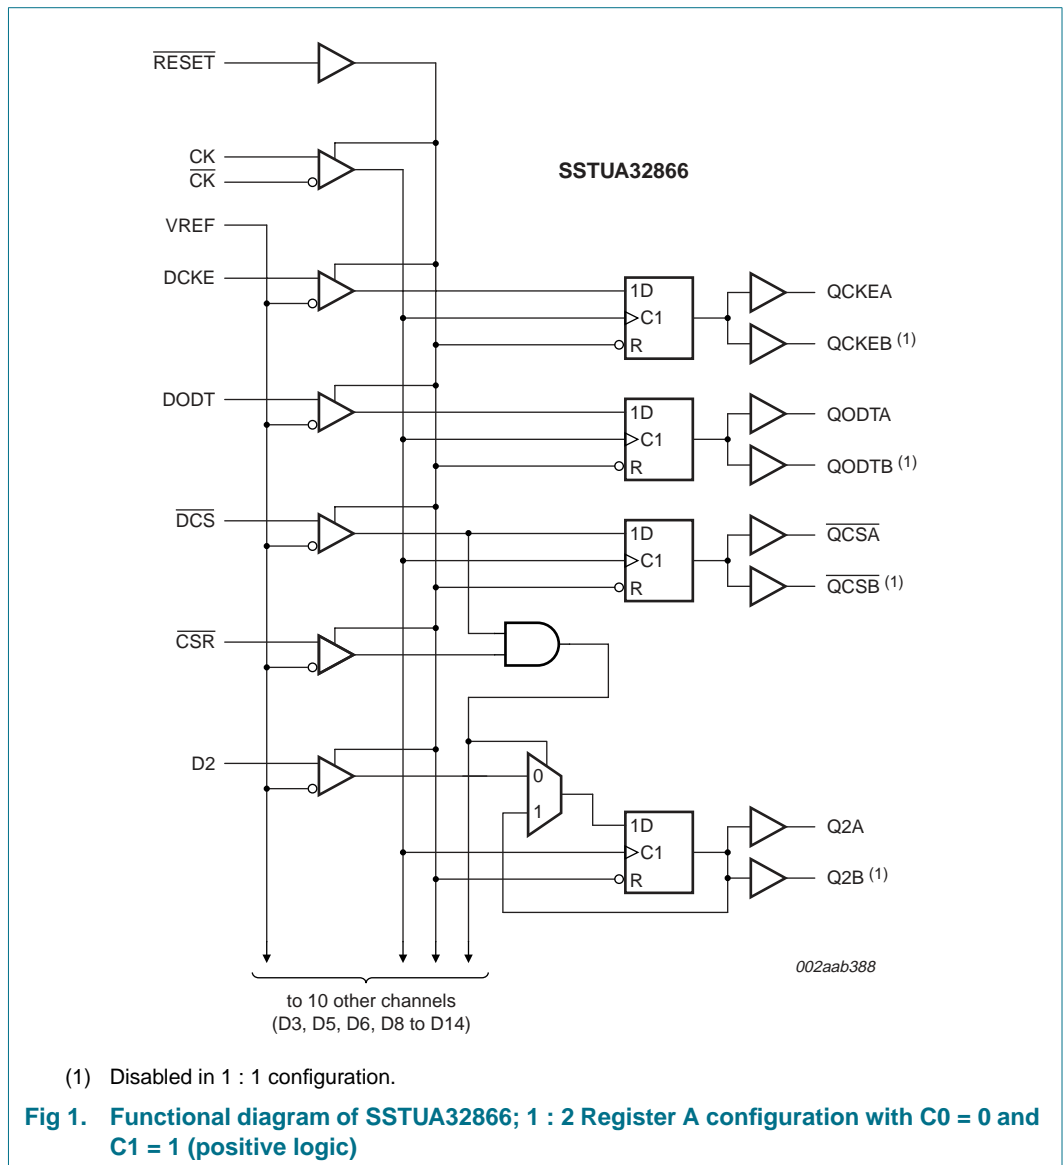 RESET
CK
CK
SSTUA32866
VREF
DCKE
1D
C1
R
QCKEA
QCKEB (1)
DODT
1D
C1
R
QODTA
QODTB (1)
DCS
1D
C1
R
QCSA
QCSB (1)
CSR
D2
0
1
1D
C1
R
Q2A
Q2B (1)
002aab388
to 10 other channels
(D3, D5, D6, D8 to D14)
(1) Disabled in 1 : 1 configuration.
Fig 1. Functional diagram of SSTUA32866; 1 : 2 Register A configuration with C0 = 0 and
C1 = 1 (positive logic)